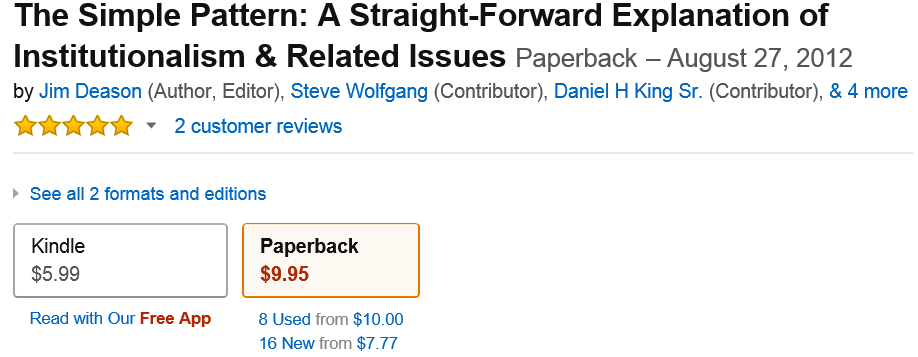 The Simple Pattern: A Straight-Forward Explanation of
Institutionalism & Related Issues Paperback – August 27, 2012
by Jim Deason (Author, Editor), Steve Wolfgang (Contributor), Daniel H King Sr. (Contributor), & 4 more
2 customer reviews
See all 2 formats and editions
Kindle
$5.99
Read with Our Free App
Paperback
$9.95
8 Used from $10.00
16 New from $7.77